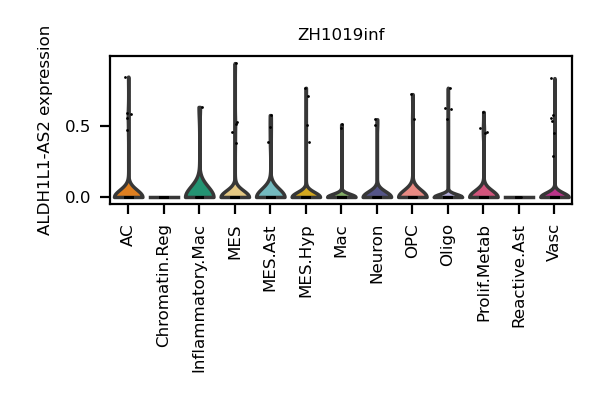 ZH1019inf
ALDH1L1-AS2 expression
0.5
0.0
AC
Chromatin.Reg
Inflammatory.Mac
MES
MES.Ast
MES.Hyp
Mac
Neuron
OPC
Oligo
Prolif.Metab
Reactive.Ast
Vasc